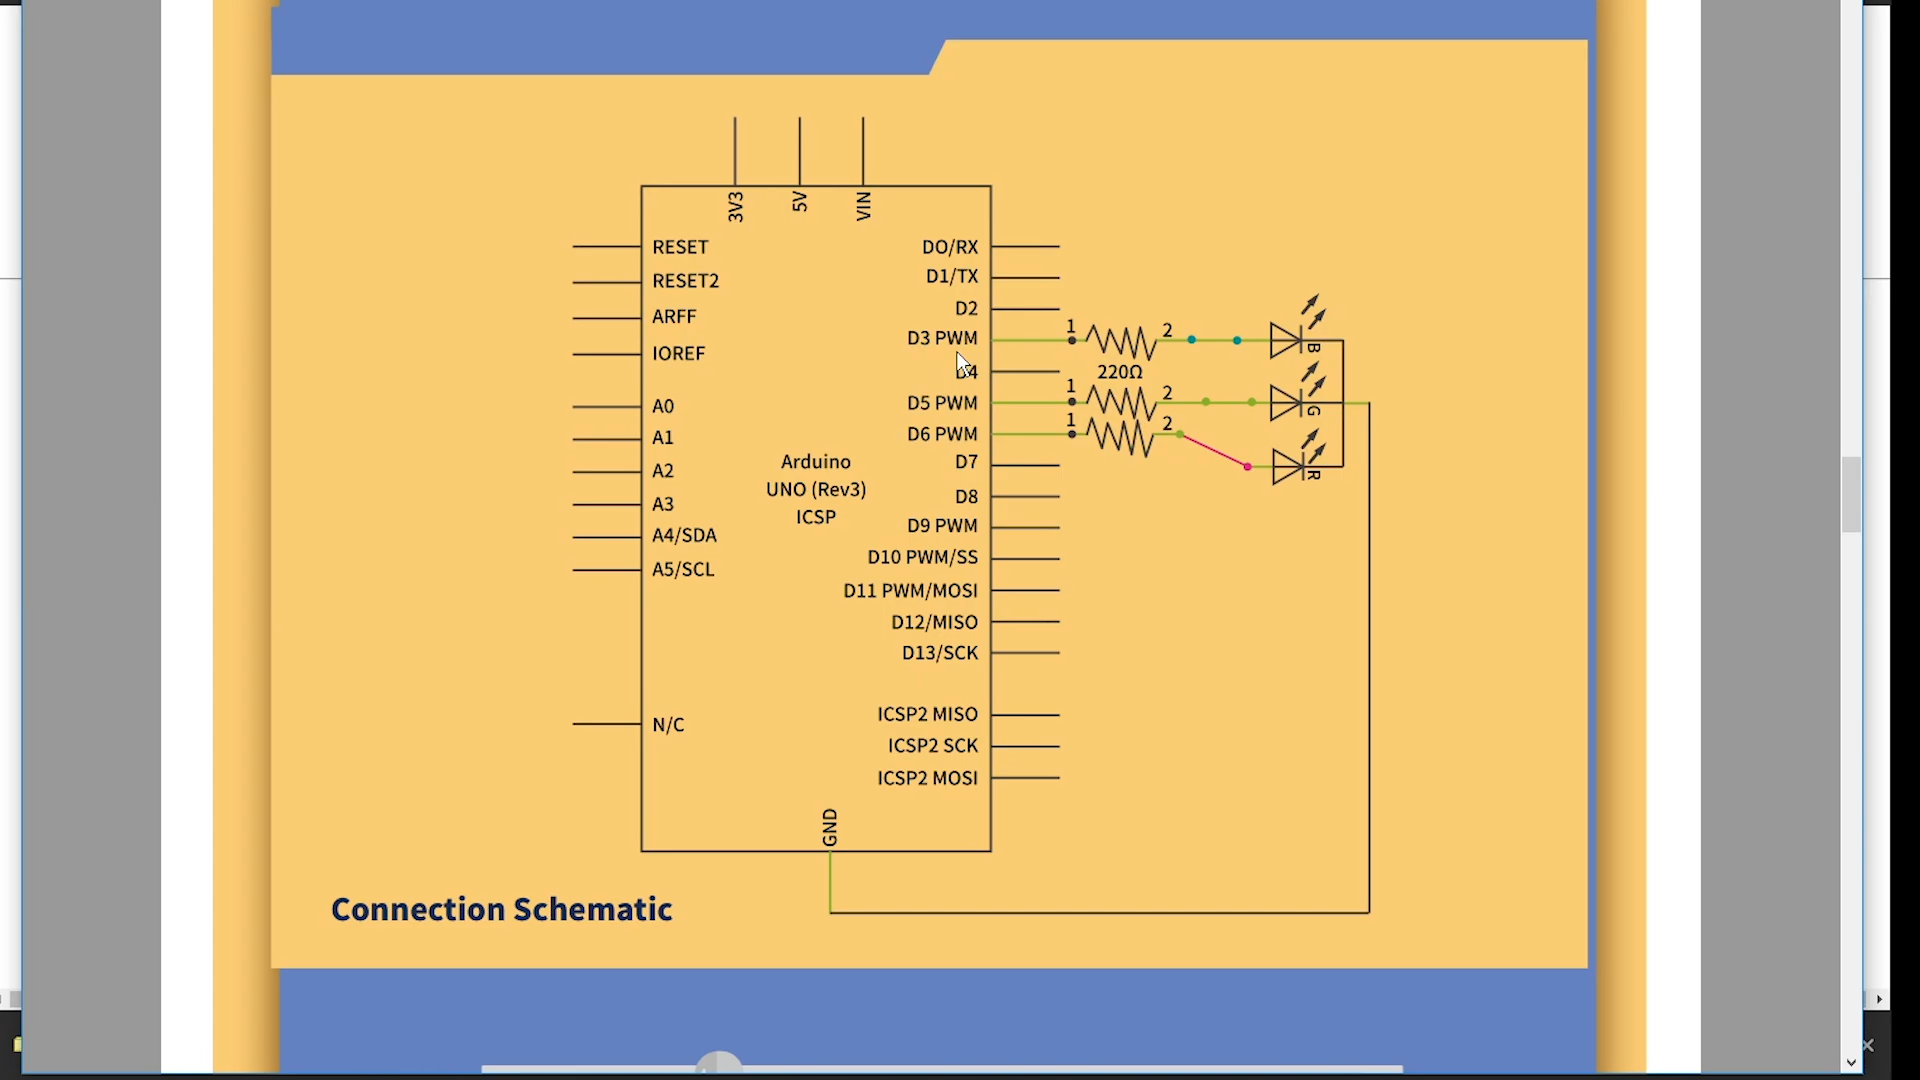 3V3
5V
VIN
RESET
RESET2
ARFF
IOREF
A0
A1
A2
A3
A4/SDA
A5/SCL
N/C
Arduino
UNO (Rev3)
ICSP
DO/RX
D1/TX
D2
D3 PWM
D4
D5 PWM
D6 PWM
D7
D8
D9 PWM
D10 PWM/SS
D11 PWM/MOSI
D12/MISO
D13/SCK
ICSP2 MISO
ICSP2 SCK
ICSP2 MOSI
GND
1
2
220Ω
1
2
1
2
B
G
R
Connection Schematic